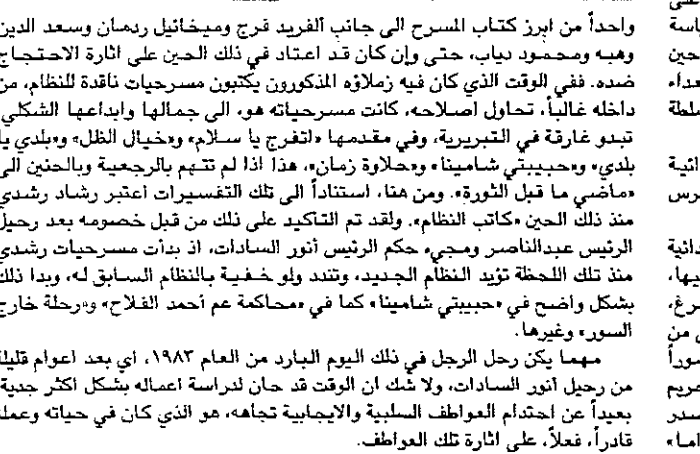 واحداً من ابرز كتاب المسرح الى جانب الفريد فرج وميخائيل ردمان وسعد الدين
وهبه ومحمود دياب، حتى وإن كان قد اعتاد في ذلك الحين على اثارة الاحتجاج
ضده. ففي الوقت الذي كان فيه زملاؤه المذكورون يكتبون مسرحيات ناقدة للنظام، من
داخله غالباً، تحاول اصلاحه، كانت مسرحياته هو، الى جمالها وابداعها الشكلي
تبدو غارقة في التبريرية، وفي مقدمها «اتفرج يا سلام» و«خيال الظل» و«بلدي يا
بلدي» و«حبيبتي شامينا» و«حلاوة زمان»، هذا اذا لم تتهم بالرجعية وبالحنين الى
«ماضي ما قبل الثورة». ومن هنا، استناداً الى تلك التفسيرات اعتبر رشاد رشدي
منذ ذلك الحين «كاتب النظام». ولقد تم التأكيد على ذلك من قبل خصومه بعد رحيل
الرئيس عبدالناصر ومجيء حكم الرئيس أنور السادات، اذ بدأت مسرحيات رشدي
منذ تلك اللحظة تؤيد النظام الجديد، وتندد ولو خفية بالنظام السابق له، وبدا ذلك
بشكل واضح في «حبيبتي شامينا» كما في «محاكمة عم أحمد الفلاح» و«رحلة خارج
السور» وغيرها.
مهما يكن رحل الرجل في ذلك اليوم البارد من العام ١٩٨٣، أي بعد اعوام قليلة
من رحيل أنور السادات، ولا شك ان الوقت قد حان لدراسة اعماله بشكل اكثر جدية
بعيداً عن احتدام العواطف السلبية والايجابية تجاهه، هو الذي كان في حياته وعمله
قادراً، فعلاً، على اثارة تلك العواطف.